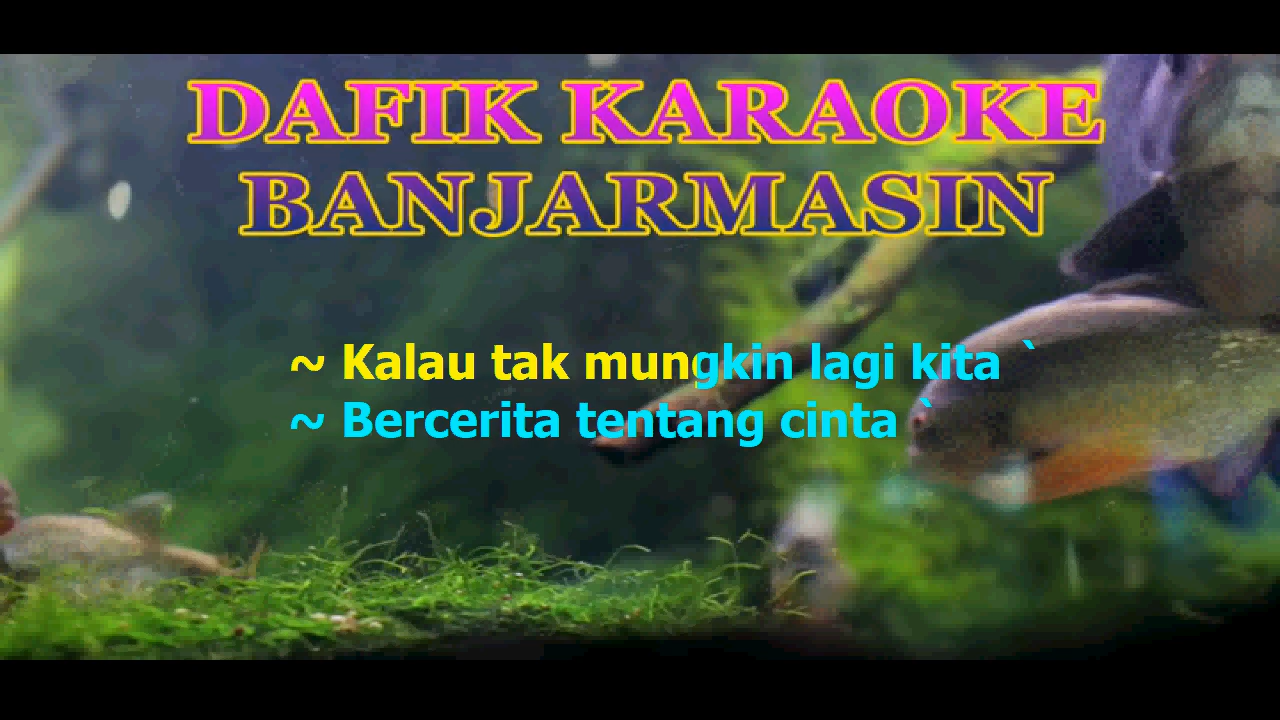 DAFIK KARAOKE
BANJARMASIN
~ Kalau tak mungkin lagi kita `
~ Bercerita tentang cinta `